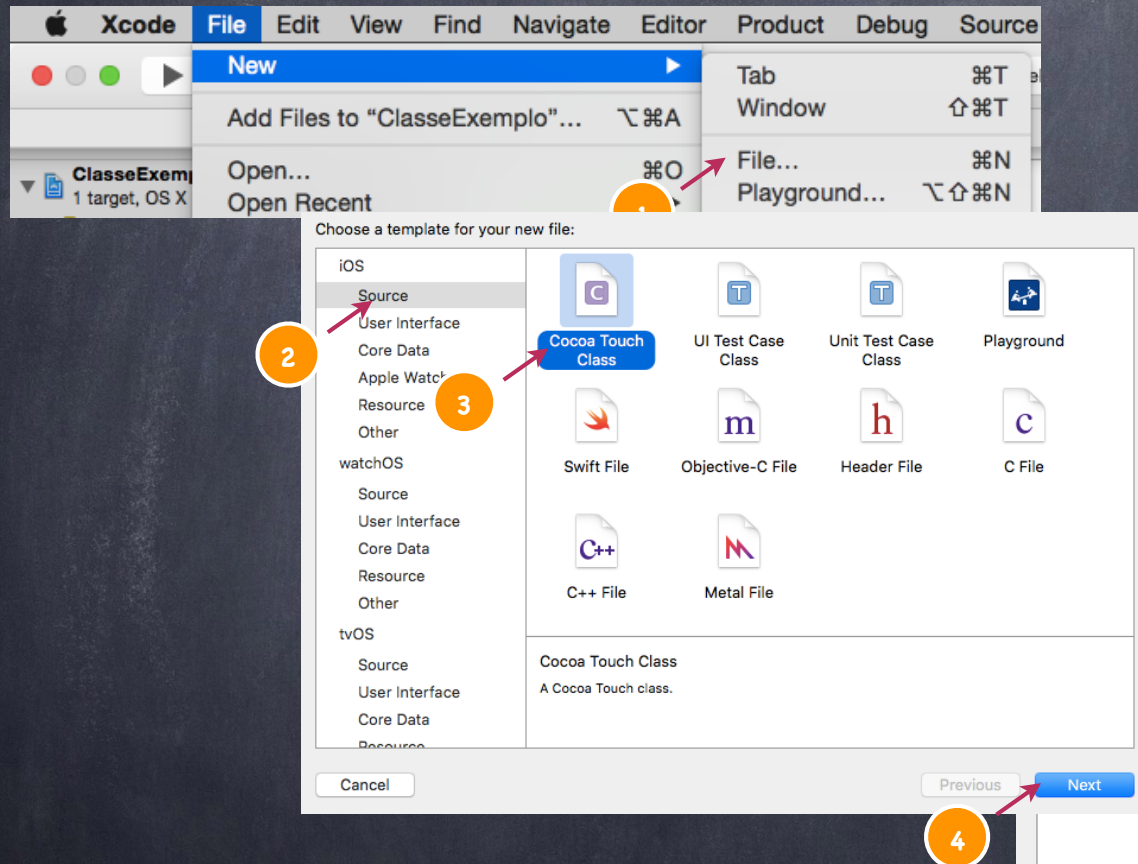 Xcode File Edit View Find Navigate Editor Product Debug Source
New
Tab ⌘T
Window ⇧⌘T
Add Files to “ClasseExemplo”... ⌥⌘A
File... ⌘N
Playground... ⌥⇧⌘N
Open... ⌘O
Open Recent
1 target, OS X
Choose a template for your new file:
iOS
Source
User Interface
Core Data
Apple Watch
Resource
Other
watchOS
Source
User Interface
Core Data
Resource
Other
tvOS
Source
User Interface
Core Data
Resource
Cocoa Touch
Class
UI Test Case
Class
Unit Test Case
Class
Playground
Swift File
Objective-C File
Header File
C File
C++ File
Metal File
C
T
T
m
h
c
C++
Cocoa Touch Class
A Cocoa Touch class.
Cancel
Previous
Next
1
2
3
4